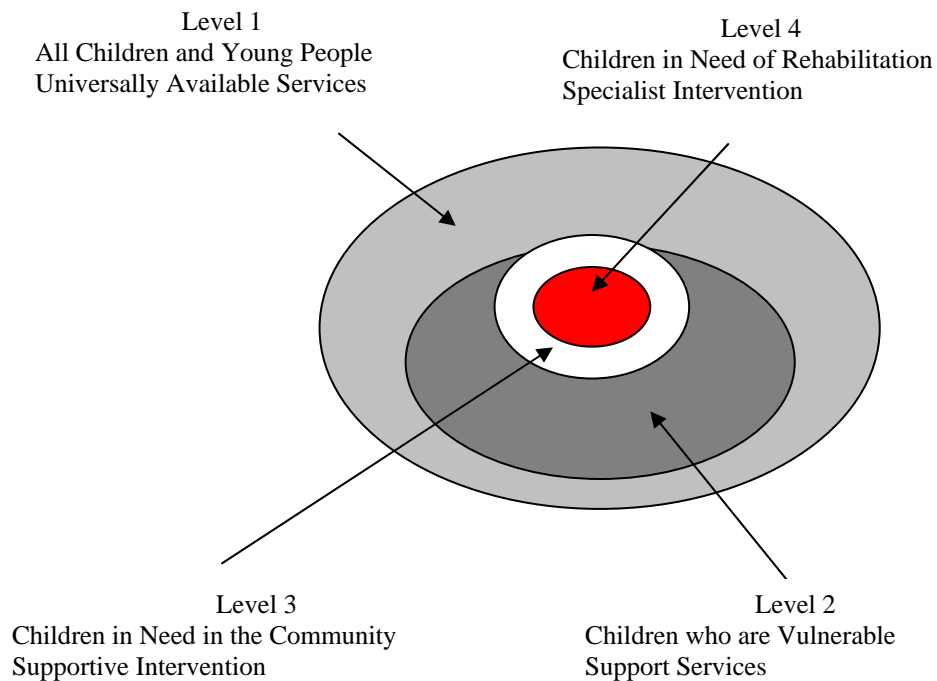 Level 1
All Children and Young People
Universally Available Services
Level 4
Children in Need of Rehabilitation
Specialist Intervention
Level 3
Children in Need in the Community
Supportive Intervention
Level 2
Children who are Vulnerable
Support Services